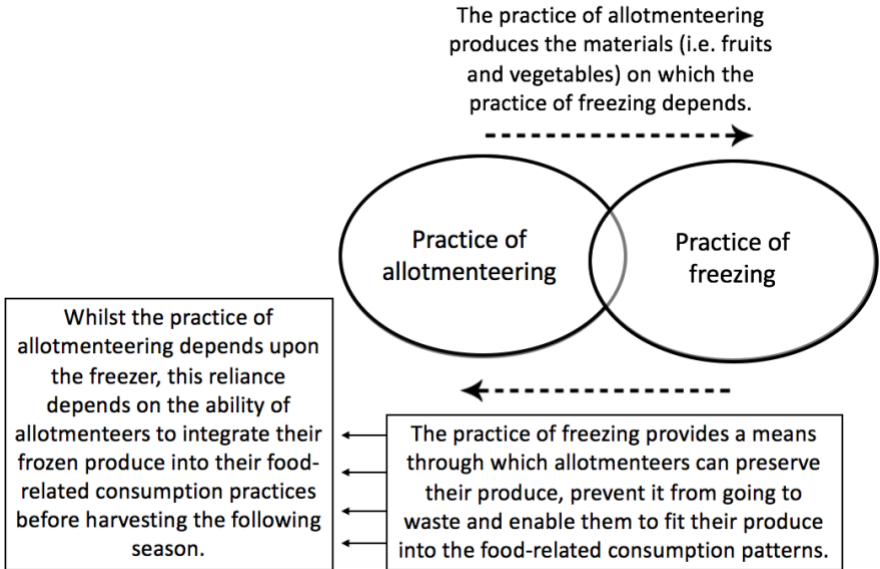 The practice of allotmenteering
produces the materials (i.e. fruits
and vegetables) on which the
practice of freezing depends.
Practice of
allotmenteering
Practice of
freezing
Whilst the practice of
allotmenteering depends upon
the freezer, this reliance
depends on the ability of
allotmenteers to integrate their
frozen produce into their food-
related consumption practices
before harvesting the following
season.
The practice of freezing provides a means
through which allotmenteers can preserve
their produce, prevent it from going to
waste and enable them to fit their produce
into the food-related consumption patterns.